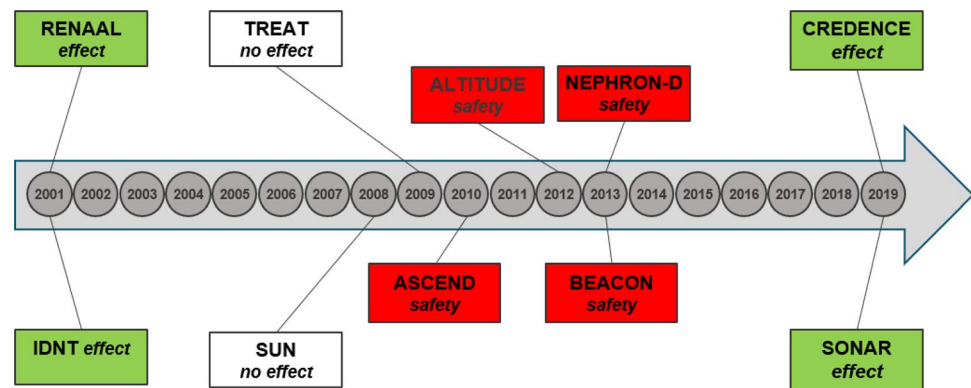 RENAAL
effect
TREAT
no effect
CREDENCE
effect
ALTITUDE
safety
NEPHRON-D
safety
2001 2002 2003 2004 2005 2006 2007 2008 2009 2010 2011 2012 2013 2014 2015 2016 2017 2018 2019
ASCEND
safety
BEACON
safety
IDNT effect
SUN
no effect
SONAR
effect